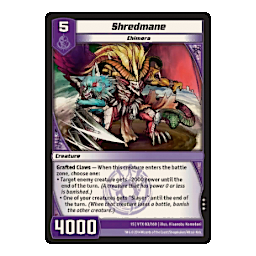 5
Shredmane
Chimera
Creature
Grafted Claws — When this creature enters the battle
zone, choose one:
• Target enemy creature gets -2000 power until the
end of the turn. (A creature that has power 0 or less
is banished.)
• One of your creatures gets "Slayer" until the end of
the turn. (When that creature loses a battle, banish
the other creature.)
4000